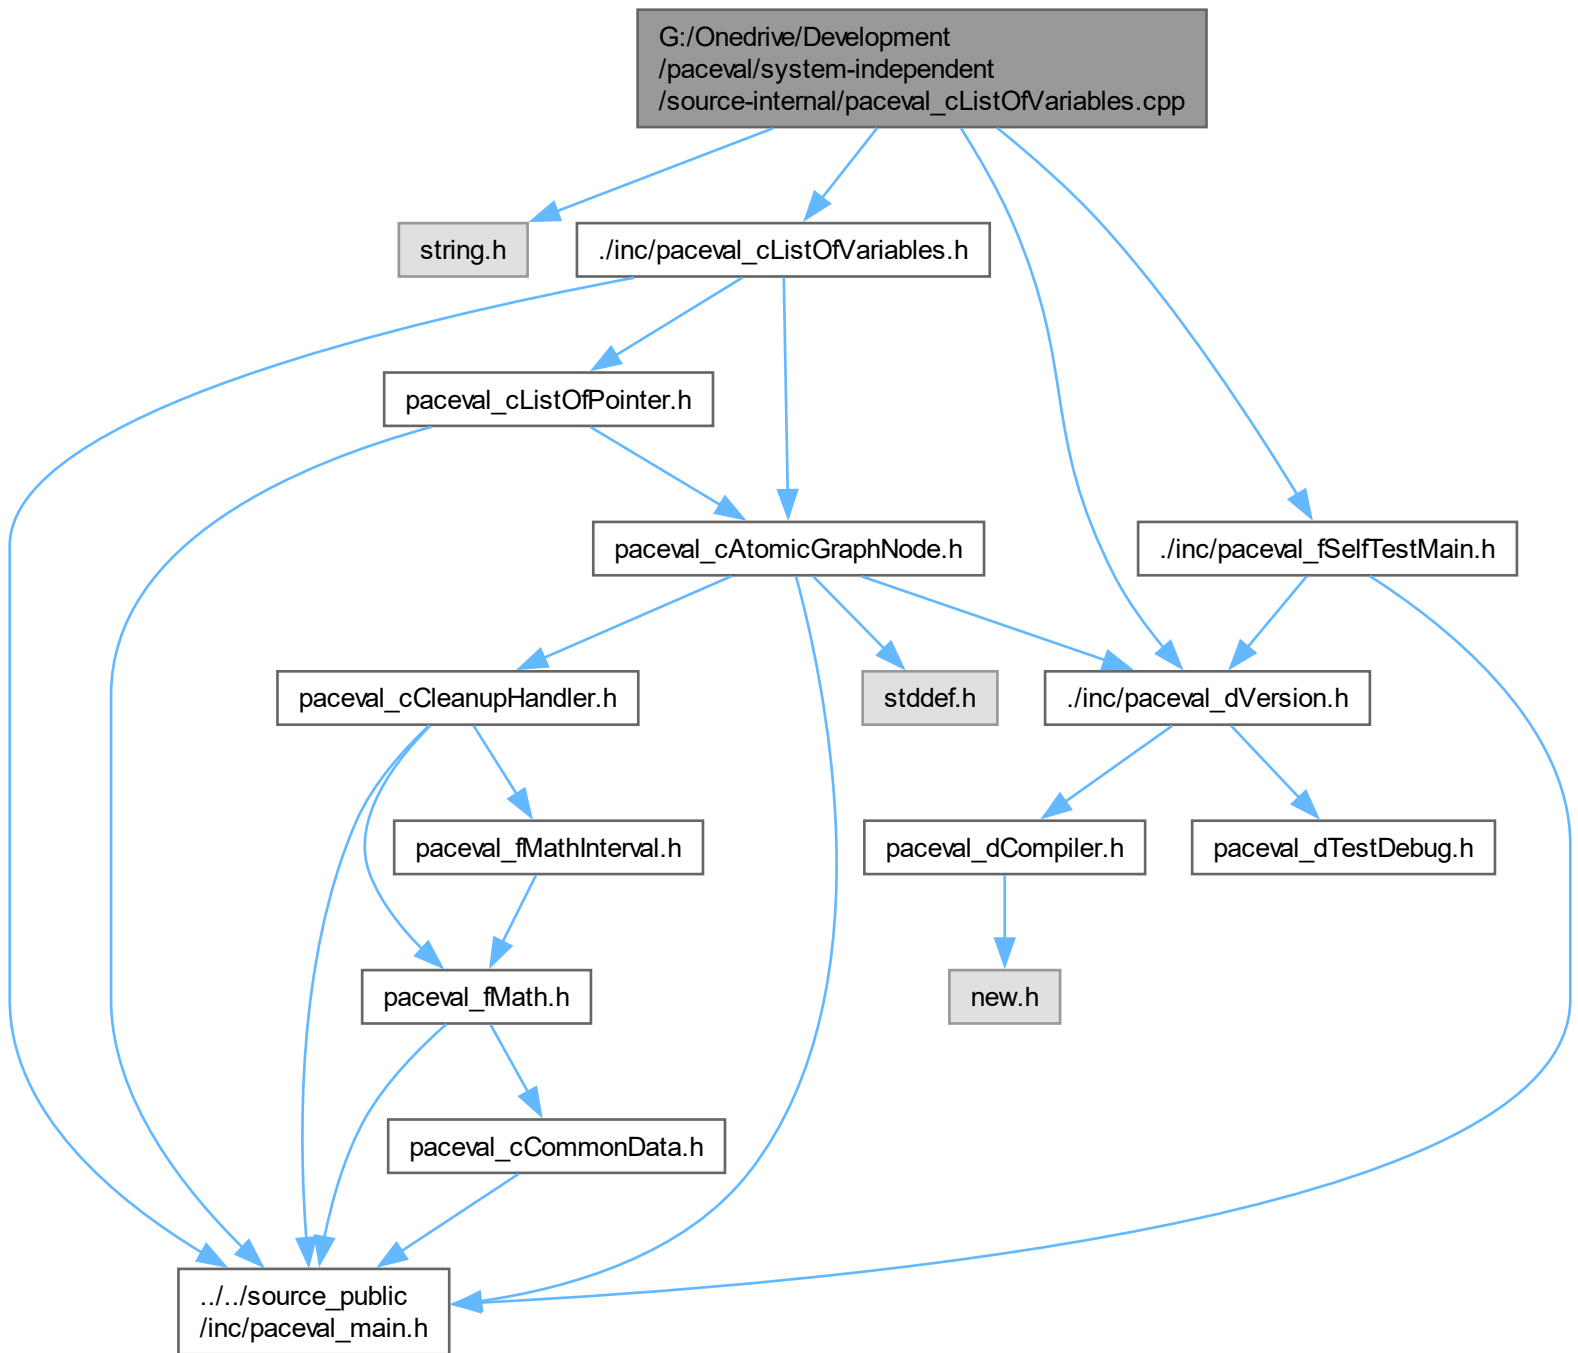 G:/Onedrive/Development
/paceval/system-independent
/source-internal/paceval_cListOfVariables.cpp
string.h
./inc/paceval_cListOfVariables.h
paceval_cListOfPointer.h
paceval_cAtomicGraphNode.h
./inc/paceval_fSelfTestMain.h
paceval_cCleanupHandler.h
stddef.h
./inc/paceval_dVersion.h
paceval_fMathInterval.h
paceval_dCompiler.h
paceval_dTestDebug.h
paceval_fMath.h
new.h
paceval_cCommonData.h
../../source_public
/inc/paceval_main.h